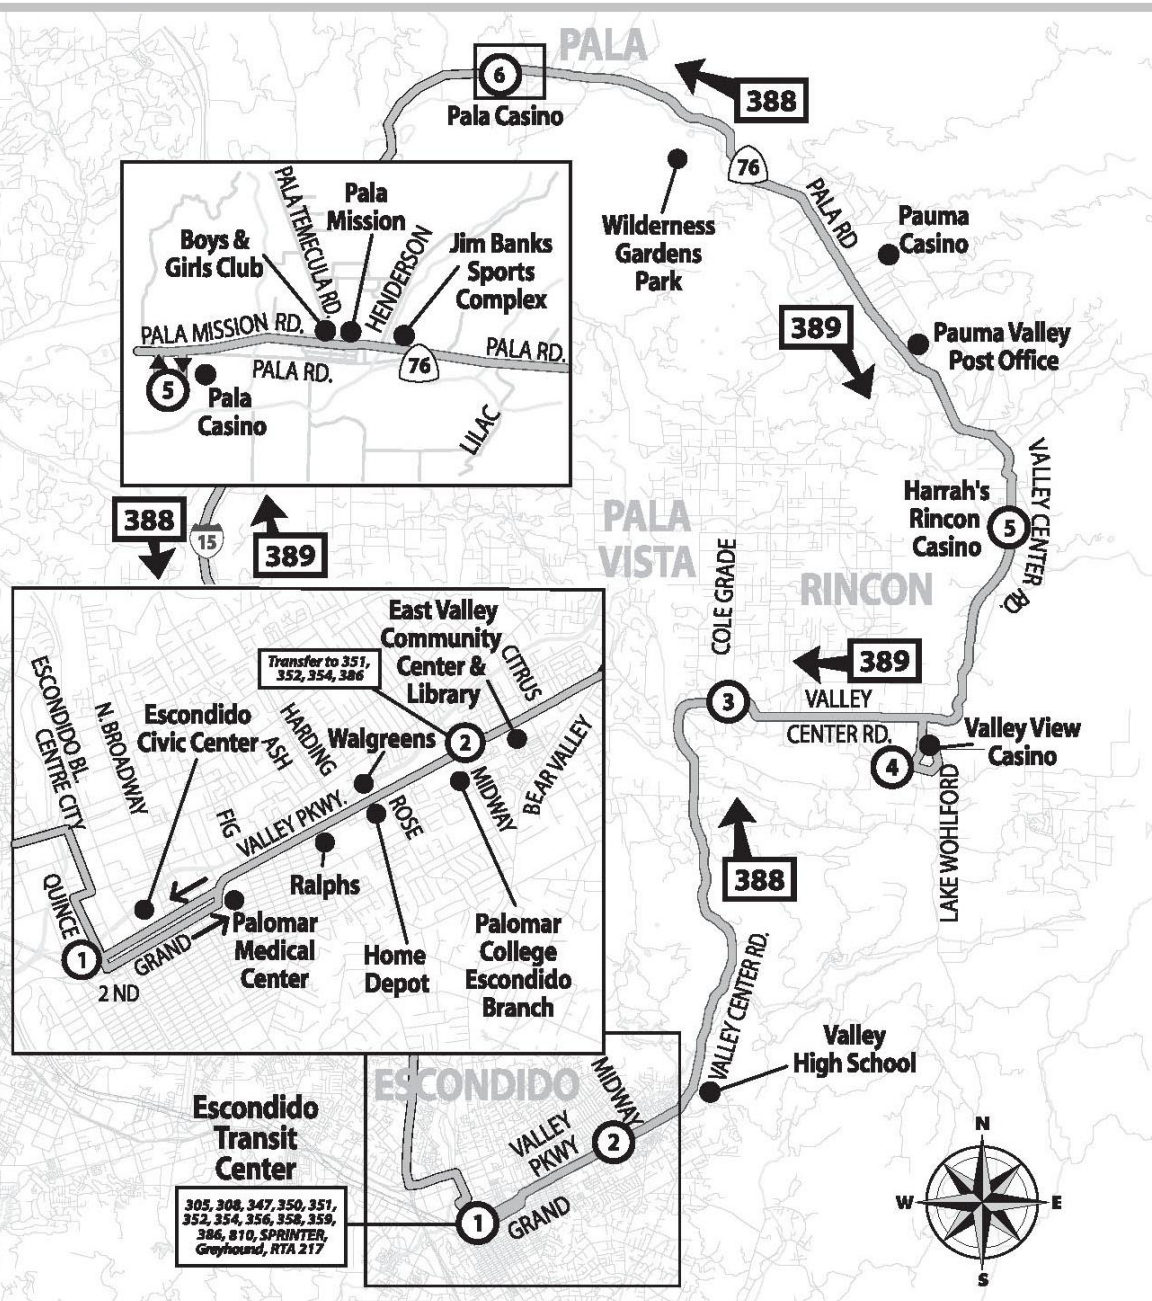 PALA
6
Pala Casino
388
76
PALA RD
Wilderness
Gardens
Park
Pauma
Casino
389
Pauma Valley
Post Office
PALA TEMECULA RD.
Pala
Mission
Boys &
Girls Club
HENDERSON
Jim Banks
Sports
Complex
PALA MISSION RD.
PALA RD.
76
PALA RD.
5
Pala
Casino
LILAC
388
15
389
PALA
VISTA
Harrah's
Rincon
Casino
5
VALLEY CENTER RD.
RD.
RINCON
COLE GRADE
389
3
VALLEY
CENTER RD.
4
Valley View
Casino
LAKE WOHLFORD
388
VALLEY CENTER RD.
Valley
High School
East Valley
Community
Center &
Library
CITRUS
Transfer to 351,
352, 354, 386
ESCONDIDO BL.
CENTRE CITY
N. BROADWAY
Escondido
Civic Center
ASH
HARDING
Walgreens
2
MIDWAY
BEAR VALLEY
FIG
VALLEY PKWY.
ROSE
Ralphs
QUINCE
1
GRAND
2 ND
Palomar
Medical
Center
Home
Depot
Palomar
College
Escondido
Branch
ESCONDIDO
MIDWAY
VALLEY
PKWY
2
Escondido
Transit
Center
305, 308, 347, 350, 351,
352, 354, 356, 358, 359,
386, 810, SPRINTER,
Greyhound, RTA 217
1
GRAND
N
W
E
S